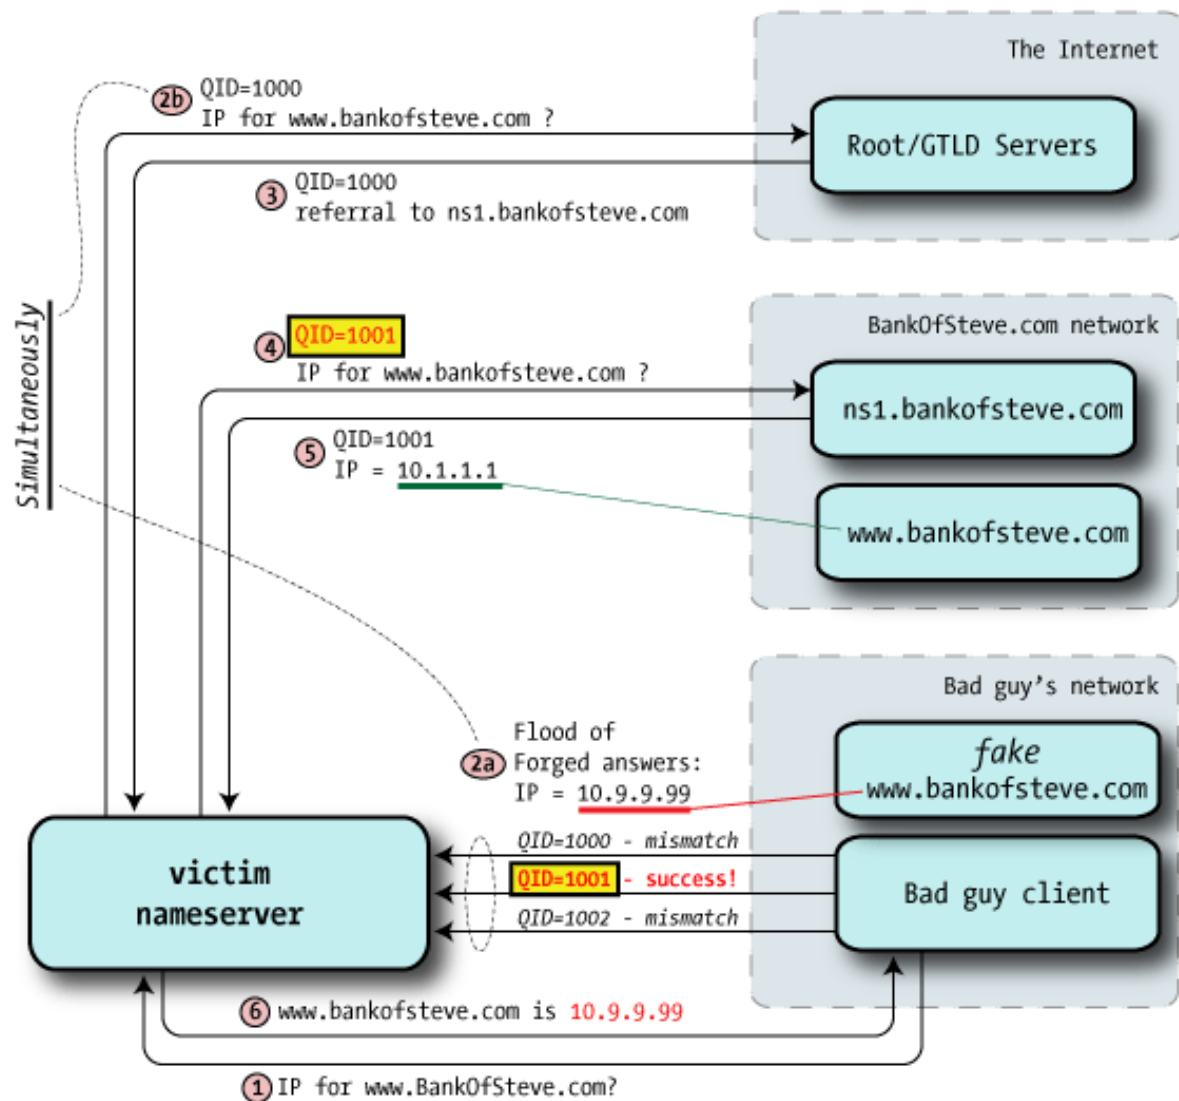 The Internet
2b
QID=1000
IP for www.bankofsteve.com ?
Root/GTLD Servers
3
QID=1000
referral to ns1.bankofsteve.com
Simultaneously
BankOfSteve.com network
4
QID=1001
IP for www.bankofsteve.com ?
ns1.bankofsteve.com
5
QID=1001
IP = 10.1.1.1
www.bankofsteve.com
Bad guy's network
2a
Flood of
Forged answers:
IP = 10.9.9.99
fake
www.bankofsteve.com
QID=1000 - mismatch
QID=1001 - success!
QID=1002 - mismatch
victim
nameserver
Bad guy client
6 www.bankofsteve.com is 10.9.9.99
1 IP for www.BankOfSteve.com?